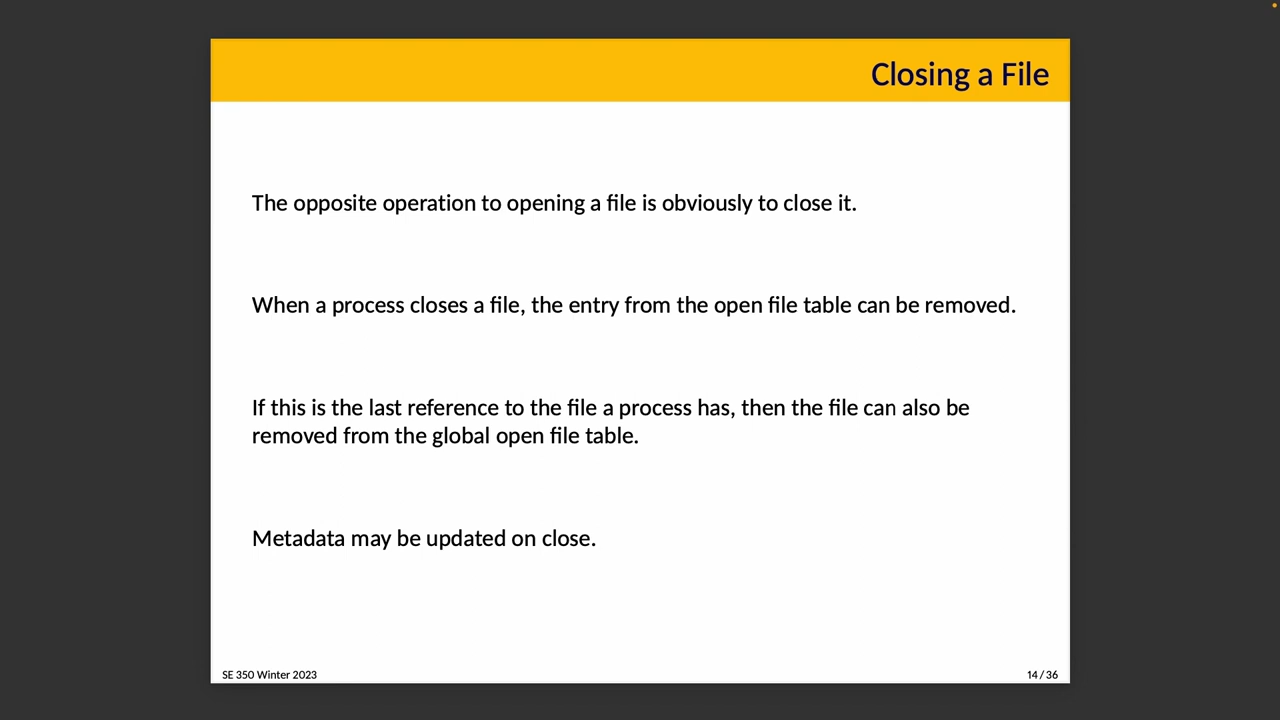 Closing a File
The opposite operation to opening a file is obviously to close it.
When a process closes a file, the entry from the open file table can be removed.
If this is the last reference to the file a process has, then the file can also be
removed from the global open file table.
Metadata may be updated on close.
SE 350 Winter 2023
14 / 36